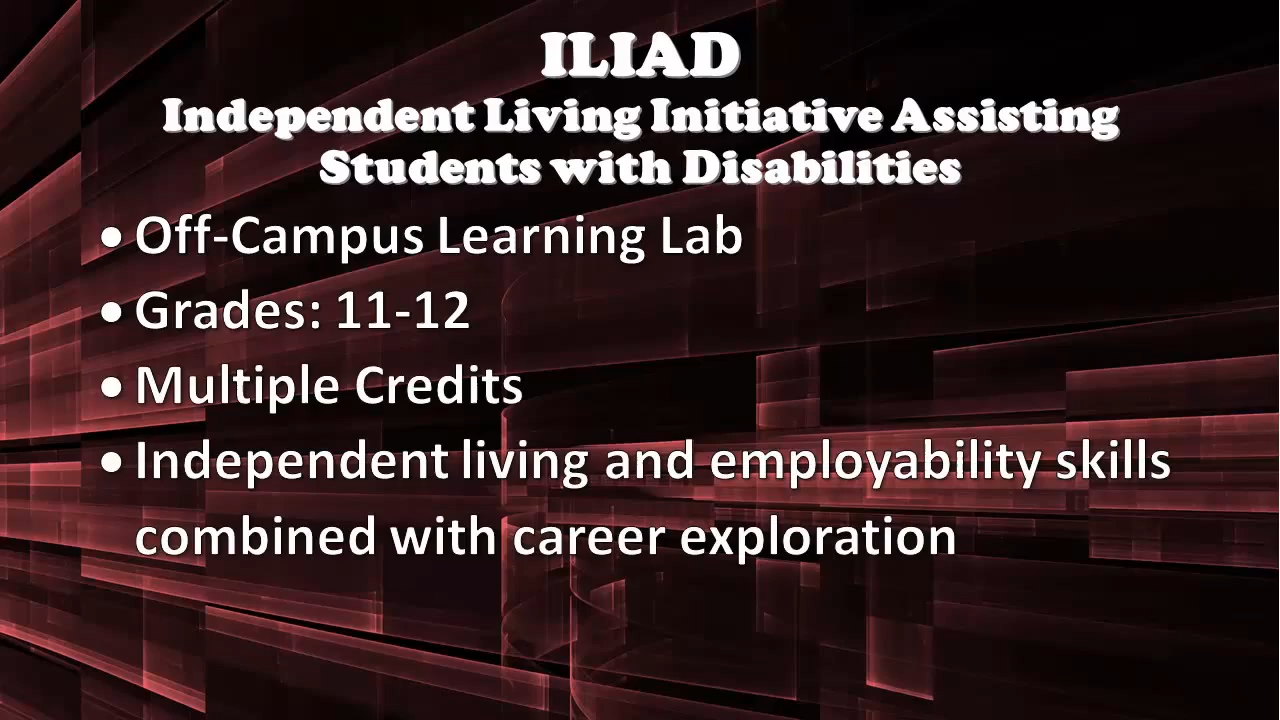 ILIAD
Independent Living Initiative Assisting
Students with Disabilities
• Off-Campus Learning Lab
• Grades: 11-12
• Multiple Credits
• Independent living and employability skills
combined with career exploration